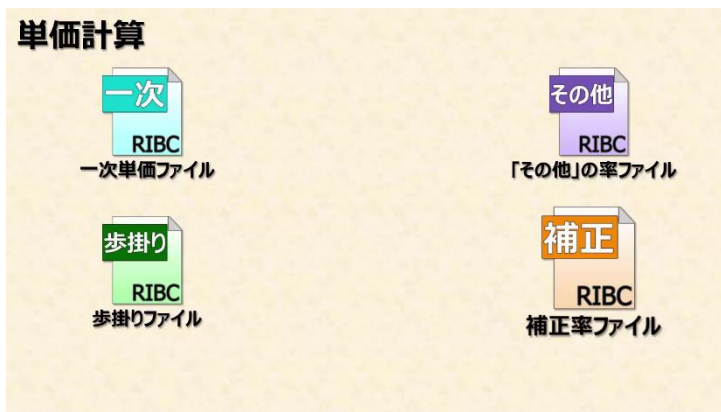 単価計算
一次
RIBC
一次単価ファイル
その他
RIBC
「その他」の率ファイル
歩掛り
RIBC
歩掛りファイル
補正
RIBC
補正率ファイル